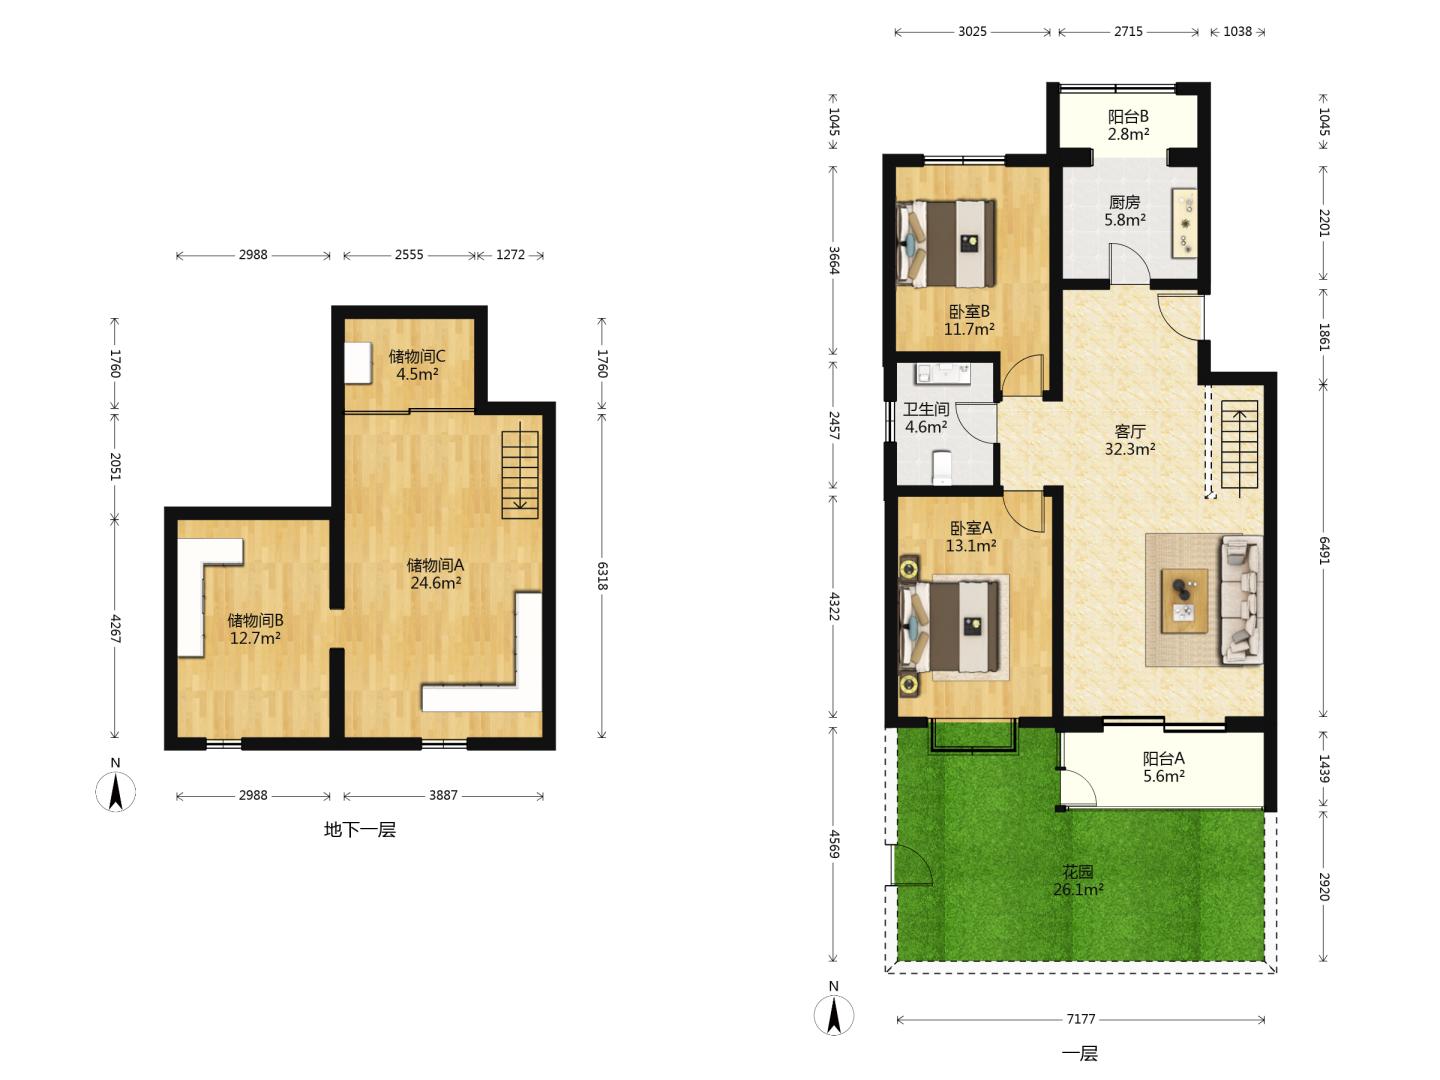 2988
2555
1272
1760
2051
4267
1760
6318
储物间C
4.5m²
储物间A
24.6m²
储物间B
12.7m²
N
2988
3887
地下一层
3025
2715
1038
1045
3664
2457
4322
4569
1045
2201
1861
6491
1439
2920
阳台B
2.8m²
厨房
5.8m²
卧室B
11.7m²
卫生间
4.6m²
客厅
32.3m²
卧室A
13.1m²
阳台A
5.6m²
花园
26.1m²
N
7177
一层